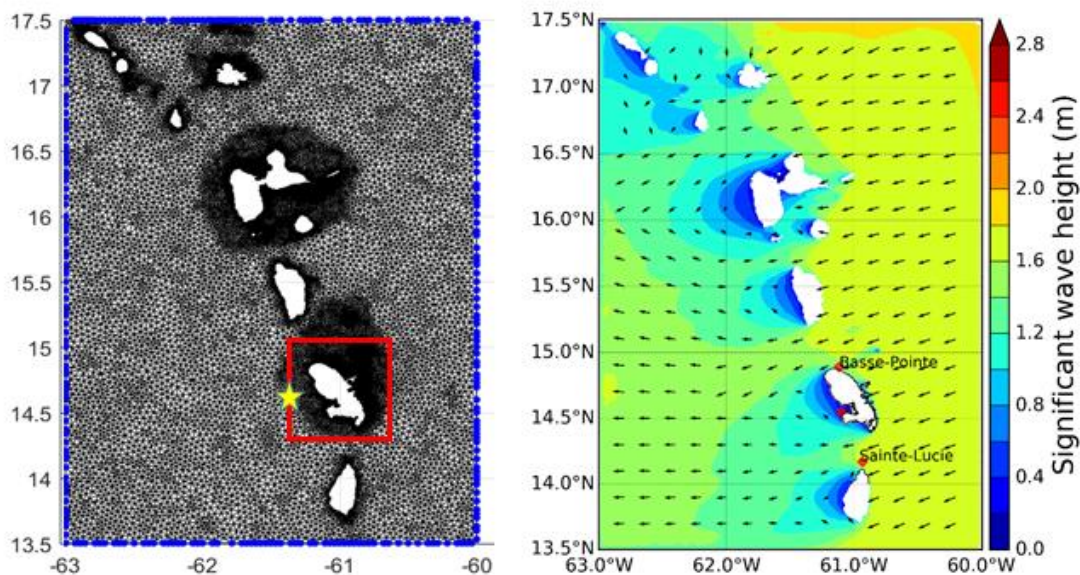 17.5
17
16.5
16
15.5
15
14.5
14
13.5
-63
-62
-61
-60
17.5°N
17.0°N
16.5°N
16.0°N
15.5°N
15.0°N
14.5°N
14.0°N
13.5°N
63.0°W
62.0°W
61.0°W
60.0°W
Basse-Pointe
Sainte-Lucie
2.8
2.4
2.0
1.6
1.2
0.8
0.4
0.0
Significant wave height (m)